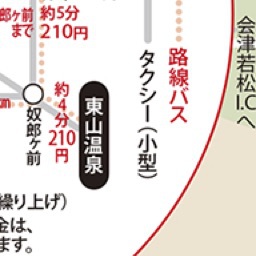 郎ヶ前
まで
約5分
210円
路線バス
タクシー(小型)
会津若松I.C.へ
km
奴郎ヶ前
約4分210円
東山温泉
繰り上げ)
金は、
ます。